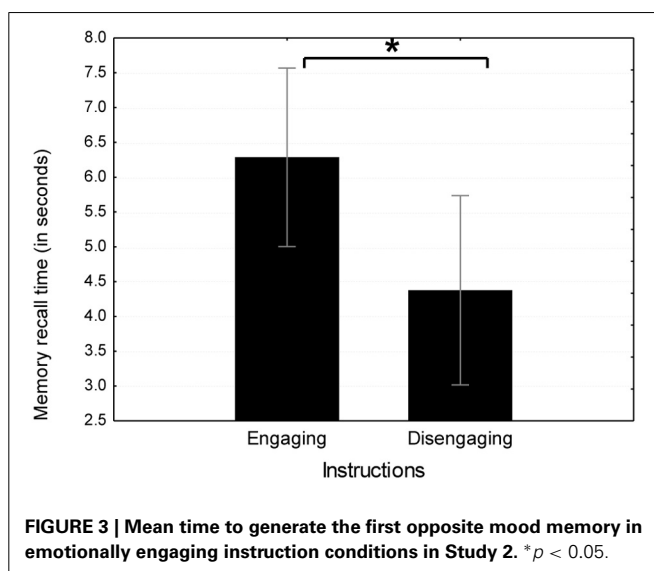 *
8.0
7.5
7.0
6.5
6.0
5.5
5.0
4.5
4.0
3.5
3.0
2.5
Memory recall time (in seconds)
Engaging Disengaging
Instructions
FIGURE 3 | Mean time to generate the first opposite mood memory in
emotionally engaging instruction conditions in Study 2. *p < 0.05.